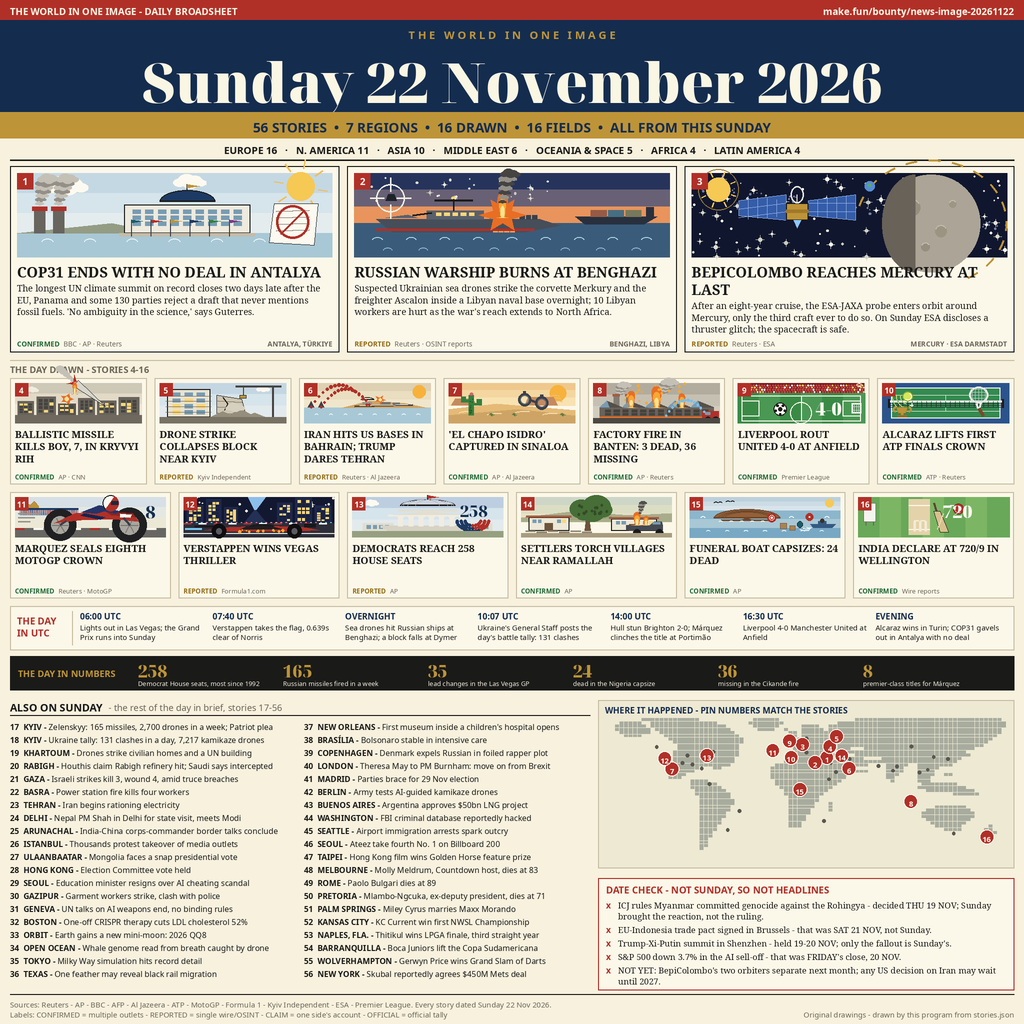 THE WORLD IN ONE IMAGE - DAILY BROADSHEET
make.fun/bounty/news-image-20261122
THE WORLD IN ONE IMAGE
Sunday 22 November 2026
56 STORIES • 7 REGIONS • 16 DRAWN • 16 FIELDS • ALL FROM THIS SUNDAY
EUROPE 16 · N. AMERICA 11 · ASIA 10 · MIDDLE EAST 6 · OCEANIA & SPACE 5 · AFRICA 4 · LATIN AMERICA 4
1
COP31 ENDS WITH NO DEAL IN ANTALYA
The longest UN climate summit on record closes two days late after the
EU, Panama and some 130 parties reject a draft that never mentions
fossil fuels. 'No ambiguity in the science,' says Guterres.
CONFIRMED BBC · AP · Reuters
ANTALYA, TÜRKIYE
2
RUSSIAN WARSHIP BURNS AT BENGHAZI
Suspected Ukrainian sea drones strike the corvette Merkury and the
freighter Ascalon inside a Libyan naval base overnight; 10 Libyan
workers are hurt as the war's reach extends to North Africa.
REPORTED Reuters · OSINT reports
BENGHAZI, LIBYA
3
BEPICOLOMBO REACHES MERCURY AT
LAST
After an eight-year cruise, the ESA-JAXA probe enters orbit around
Mercury, only the third craft ever to do so. On Sunday ESA discloses a
thruster glitch; the spacecraft is safe.
REPORTED Reuters · ESA
MERCURY · ESA DARMSTADT
THE DAY DRAWN - STORIES 4-16
4
BALLISTIC MISSILE
KILLS BOY, 7, IN KRYVYI
RIH
CONFIRMED AP · CNN
5
DRONE STRIKE
COLLAPSES BLOCK
NEAR KYIV
REPORTED Kyiv Independent
6
IRAN HITS US BASES IN
BAHRAIN; TRUMP
DARES TEHRAN
REPORTED Reuters · Al Jazeera
7
'EL CHAPO ISIDRO'
CAPTURED IN SINALOA
CONFIRMED AP · Al Jazeera
8
FACTORY FIRE IN
BANTEN: 3 DEAD, 36
MISSING
CONFIRMED AP · Reuters
9
4-0
LIVERPOOL ROUT
UNITED 4-0 AT ANFIELD
CONFIRMED Premier League
10
ALCARAZ LIFTS FIRST
ATP FINALS CROWN
CONFIRMED ATP · Reuters
11
8
MARQUEZ SEALS EIGHTH
MOTOGP CROWN
CONFIRMED Reuters · MotoGP
12
VERSTAPPEN WINS VEGAS
THRILLER
REPORTED Formula1.com
13
258
DEMOCRATS REACH 258
HOUSE SEATS
REPORTED AP
14
SETTLERS TORCH VILLAGES
NEAR RAMALLAH
CONFIRMED AP
15
FUNERAL BOAT CAPSIZES: 24
DEAD
CONFIRMED AP
16
720
INDIA DECLARE AT 720/9 IN
WELLINGTON
CONFIRMED Wire reports
THE DAY
IN UTC
06:00 UTC
Lights out in Las Vegas; the Grand
Prix runs into Sunday
07:40 UTC
Verstappen takes the flag, 0.639s
clear of Norris
OVERNIGHT
Sea drones hit Russian ships at
Benghazi; a block falls at Dymer
10:07 UTC
Ukraine's General Staff posts the
day's battle tally: 131 clashes
14:00 UTC
Hull stun Brighton 2-0; Márquez
clinches the title at Portimão
16:30 UTC
Liverpool 4-0 Manchester United at
Anfield
EVENING
Alcaraz wins in Turin; COP31 gavels
out in Antalya with no deal
THE DAY IN NUMBERS
258
Democrat House seats, most since 1992
165
Russian missiles fired in a week
35
lead changes in the Las Vegas GP
24
dead in the Nigeria capsize
36
missing in the Cikande fire
8
premier-class titles for Márquez
ALSO ON SUNDAY - the rest of the day in brief, stories 17-56
17 KYIV - Zelenskyy: 165 missiles, 2,700 drones in a week; Patriot plea
18 KYIV - Ukraine tally: 131 clashes in a day, 7,217 kamikaze drones
19 KHARTOUM - Drones strike civilian homes and a UN building
20 RABIGH - Houthis claim Rabigh refinery hit; Saudi says intercepted
21 GAZA - Israeli strikes kill 3, wound 4, amid truce breaches
22 BASRA - Power station fire kills four workers
23 TEHRAN - Iran begins rationing electricity
24 DELHI - Nepal PM Shah in Delhi for state visit, meets Modi
25 ARUNACHAL - India-China corps-commander border talks conclude
26 ISTANBUL - Thousands protest takeover of media outlets
27 ULAANBAATAR - Mongolia faces a snap presidential vote
28 HONG KONG - Election Committee vote held
29 SEOUL - Education minister resigns over AI cheating scandal
30 GAZIPUR - Garment workers strike, clash with police
31 GENEVA - UN talks on AI weapons end, no binding rules
32 BOSTON - One-off CRISPR therapy cuts LDL cholesterol 52%
33 ORBIT - Earth gains a new mini-moon: 2026 QQ8
34 OPEN OCEAN - Whale genome read from breath caught by drone
35 TOKYO - Milky Way simulation hits record detail
36 TEXAS - One feather may reveal black rail migration
37 NEW ORLEANS - First museum inside a children's hospital opens
38 BRASÍLIA - Bolsonaro stable in intensive care
39 COPENHAGEN - Denmark expels Russian in foiled rapper plot
40 LONDON - Theresa May to PM Burnham: move on from Brexit
41 MADRID - Parties brace for 29 Nov election
42 BERLIN - Army tests AI-guided kamikaze drones
43 BUENOS AIRES - Argentina approves $50bn LNG project
44 WASHINGTON - FBI criminal database reportedly hacked
45 SEATTLE - Airport immigration arrests spark outcry
46 SEOUL - Ateez take fourth No. 1 on Billboard 200
47 TAIPEI - Hong Kong film wins Golden Horse feature prize
48 MELBOURNE - Molly Meldrum, Countdown host, dies at 83
49 ROME - Paolo Bulgari dies at 89
50 PRETORIA - Mlambo-Ngcuka, ex-deputy president, dies at 71
51 PALM SPRINGS - Miley Cyrus marries Maxx Morando
52 KANSAS CITY - KC Current win first NWSL Championship
53 NAPLES, FLA. - Thitikul wins LPGA finale, third straight year
54 BARRANQUILLA - Boca Juniors lift the Copa Sudamericana
55 WOLVERHAMPTON - Gerwyn Price wins Grand Slam of Darts
56 NEW YORK - Skubal reportedly agrees $450M Mets deal
WHERE IT HAPPENED - PIN NUMBERS MATCH THE STORIES
5
9
3
4
11
13
12
10
2
1
14
7
6
15
8
16
DATE CHECK - NOT SUNDAY, SO NOT HEADLINES
x ICJ rules Myanmar committed genocide against the Rohingya - decided THU 19 NOV; Sunday
brought the reaction, not the ruling.
x EU-Indonesia trade pact signed in Brussels - that was SAT 21 NOV, not Sunday.
x Trump-Xi-Putin summit in Shenzhen - held 19-20 NOV; only the fallout is Sunday's.
x S&P 500 down 3.7% in the AI sell-off - that was FRIDAY's close, 20 NOV.
x NOT YET: BepiColombo's two orbiters separate next month; any US decision on Iran may wait
until 2027.
Sources: Reuters - AP - BBC - AFP - Al Jazeera - ATP - MotoGP - Formula 1 - Kyiv Independent - ESA - Premier League. Every story dated Sunday 22 Nov 2026.
Labels: CONFIRMED = multiple outlets - REPORTED = single wire/OSINT - CLAIM = one side's account - OFFICIAL = official tally
Original drawings - drawn by this program from stories.json